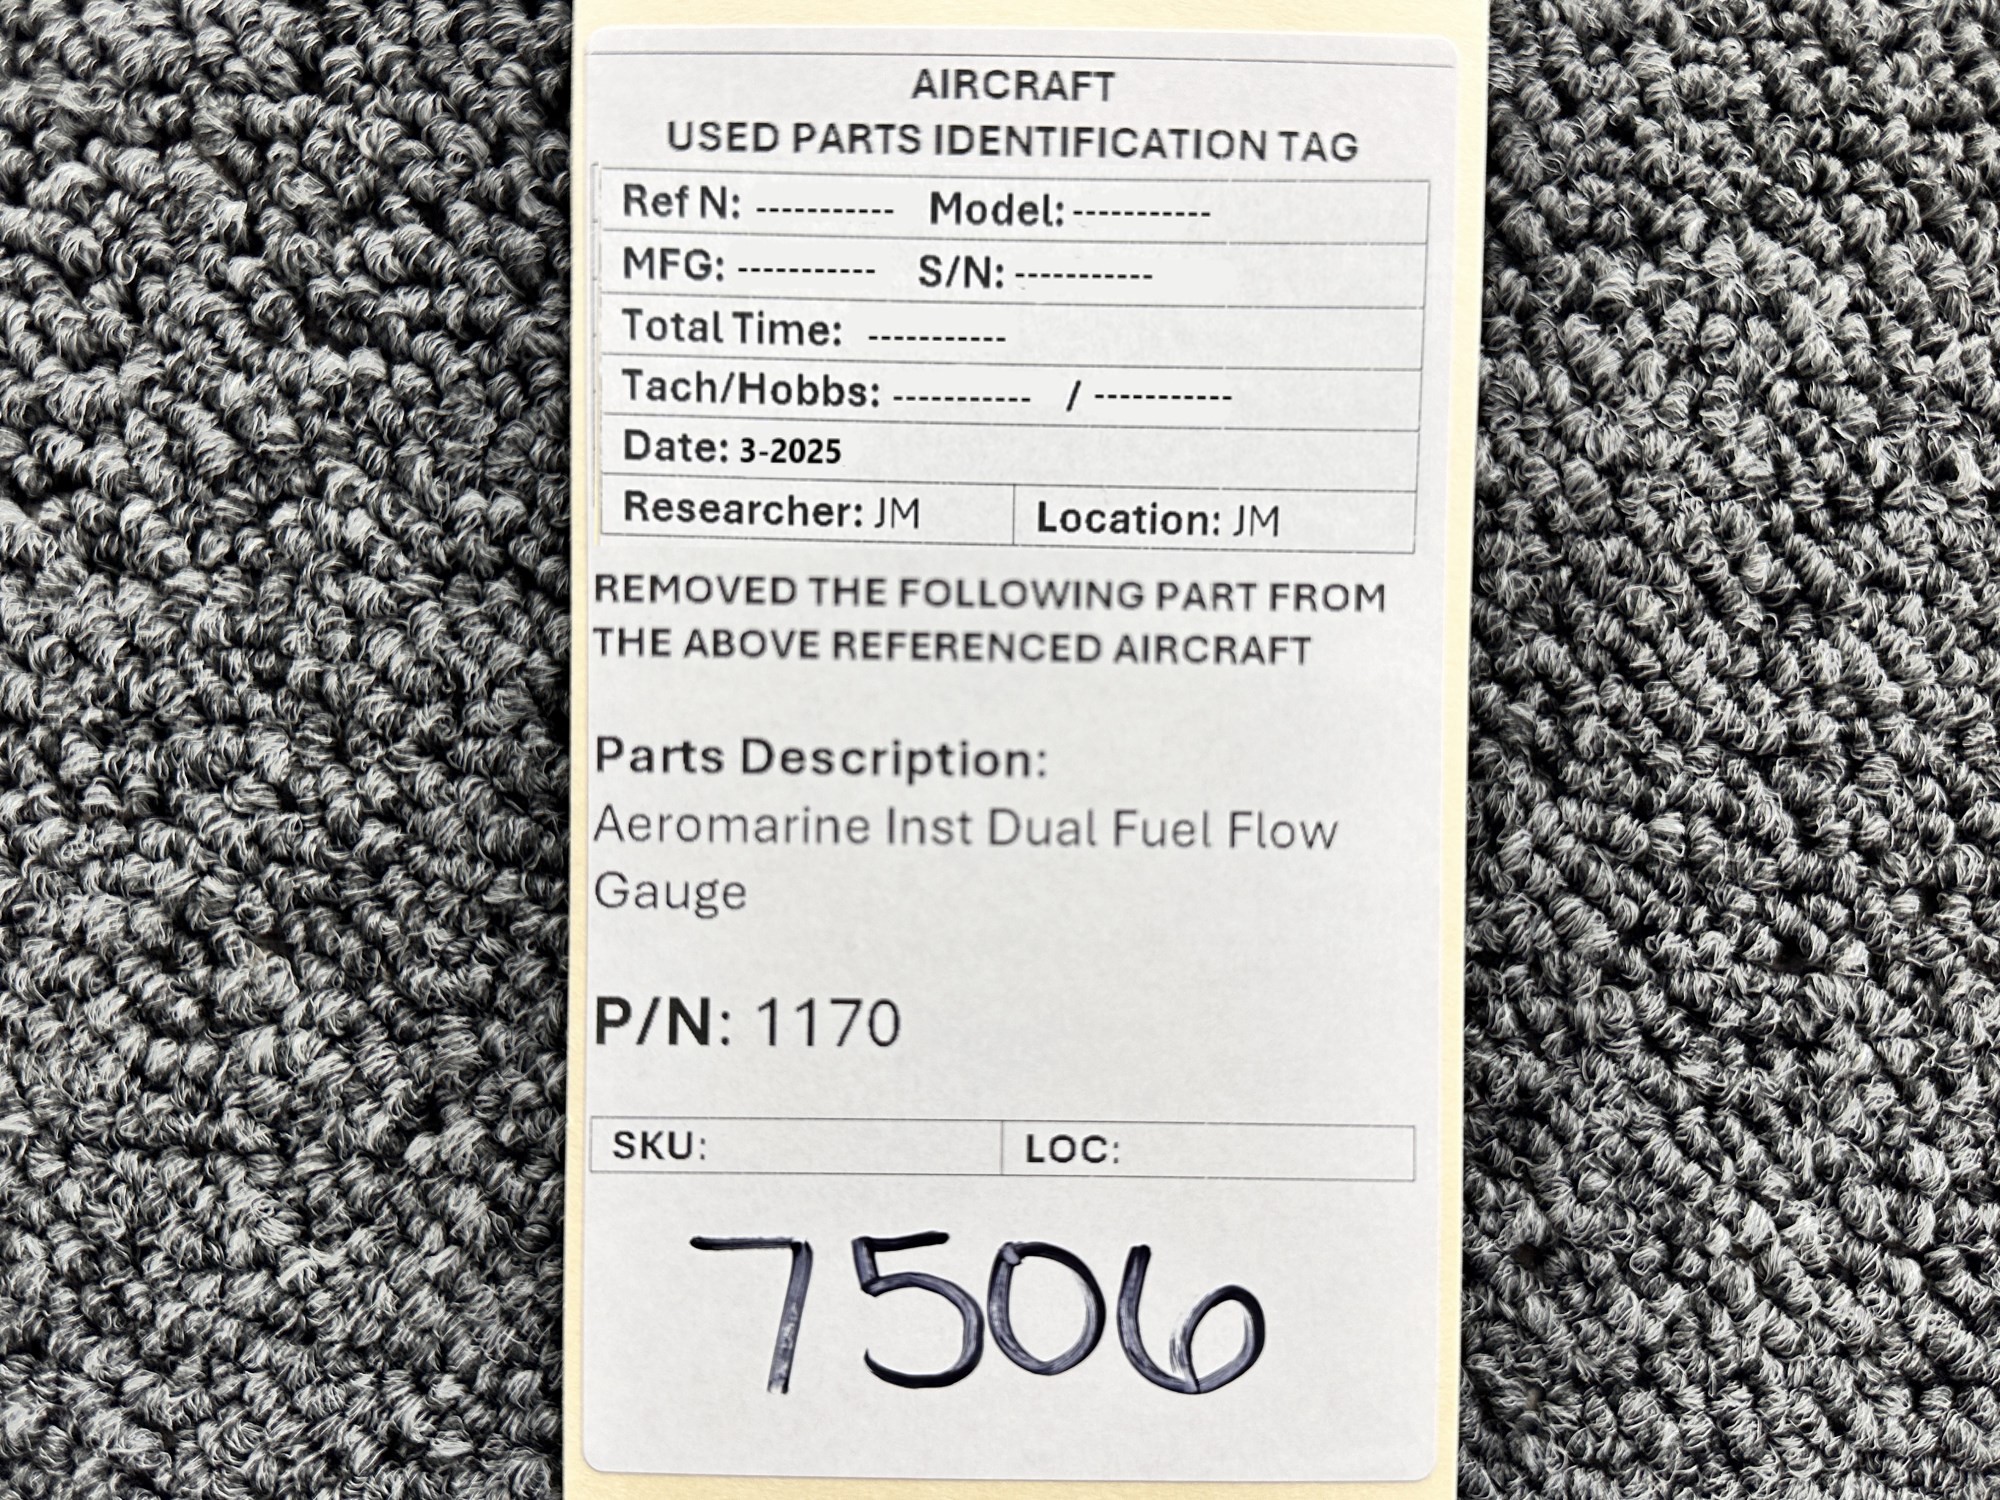 AIRCRAFT
USED PARTS IDENTIFICATION TAG
Ref N: ----------- Model: -----------
MFG: ----------- S/N: -----------
Total Time: -----------
Tach/Hobbs: ----------- / -----------
Date: 3-2025
Researcher: JM Location: JM
REMOVED THE FOLLOWING PART FROM
THE ABOVE REFERENCED AIRCRAFT
Parts Description:
Aeromarine Inst Dual Fuel Flow
Gauge
P/N: 1170
SKU: LOC:
7506